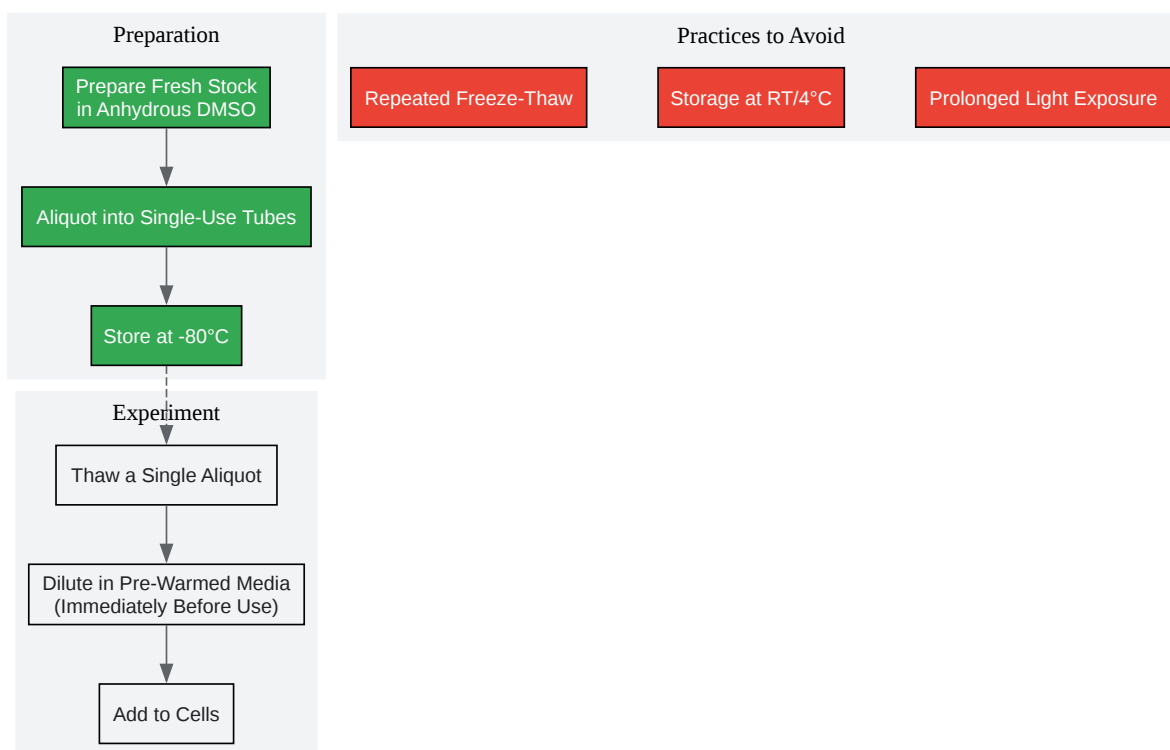 Preparation
Prepare Fresh Stock
in Anhydrous DMSO
Aliquot into Single-Use Tubes
Store at -80°C
Experiment
Thaw a Single Aliquot
Dilute in Pre-Warmed Media
(Immediately Before Use)
Add to Cells
Practices to Avoid
Repeated Freeze-Thaw
Storage at RT/4°C
Prolonged Light Exposure